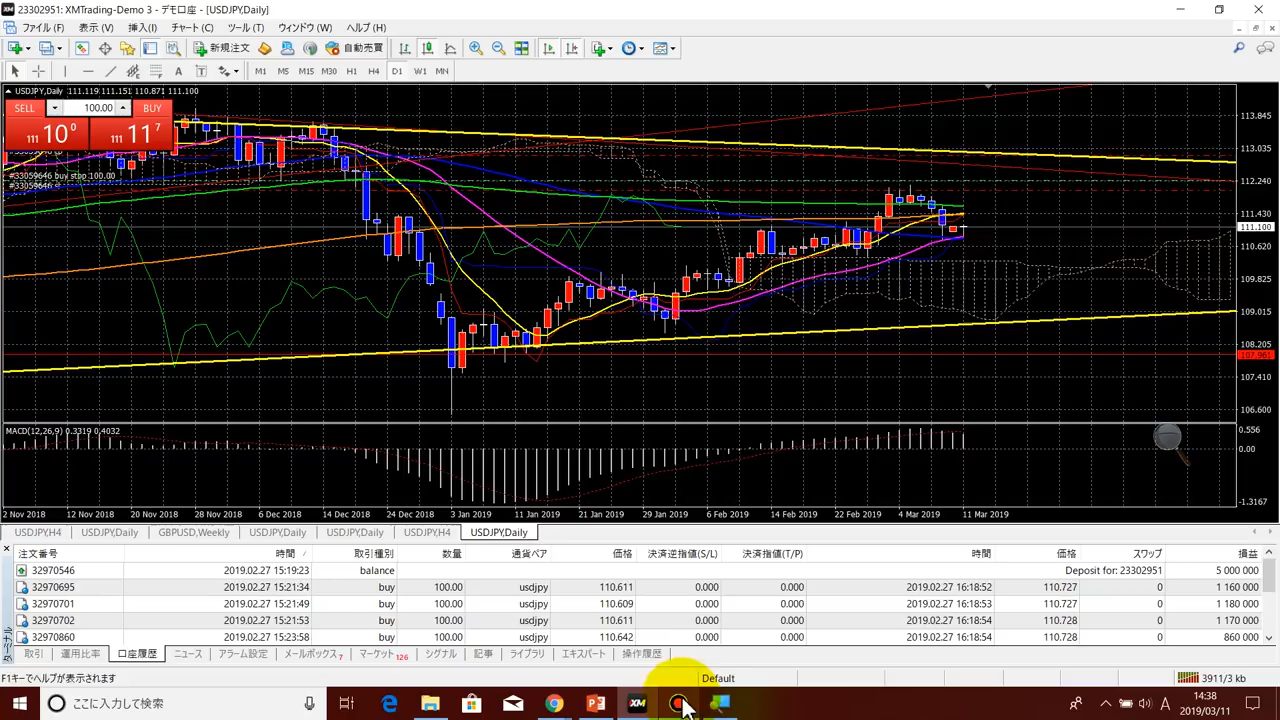 23302951: XMTrading-Demo 3 - デモ口座 - [USDJPY,Daily]
ファイル (F) 表示 (V) 挿入(I) チャート (C) ツール (T) ウィンドウ (W) ヘルプ (H)
新規注文 自動売買
A T M1 M5 M15 M30 H1 H4 D1 W1 MN
USDJPY,Daily 111.119 111.151 110.871 111.100
SELL 100.00 BUY
111 10 0 111 11 7
#33059646 buy stop 100.00
113.845
113.035
112.240
111.430
111.100
110.620
109.825
109.015
108.205
107.961
107.410
106.600
MACD(12,26,9) 0.3319 0.4032
0.556
0.00
-1.3167
2 Nov 2018 12 Nov 2018 20 Nov 2018 28 Nov 2018 6 Dec 2018 14 Dec 2018 24 Dec 2018 3 Jan 2019 11 Jan 2019 21 Jan 2019 29 Jan 2019 6 Feb 2019 14 Feb 2019 22 Feb 2019 4 Mar 2019 11 Mar 2019
USDJPY,H4 USDJPY,Daily GBPUSD,Weekly USDJPY,Daily USDJPY,Daily USDJPY,H4 USDJPY,Daily
注文番号 時間 取引種別 数量 通貨ペア 価格 決済逆指値(S/L) 決済指値(T/P) 時間 価格 スワップ 損益
32970546 2019.02.27 15:19:23 balance Deposit for: 23302951 5 000 000
32970695 2019.02.27 15:21:34 buy 100.00 usdjpy 110.611 0.000 0.000 2019.02.27 16:18:52 110.727 0 1 160 000
32970701 2019.02.27 15:21:49 buy 100.00 usdjpy 110.609 0.000 0.000 2019.02.27 16:18:53 110.727 0 1 180 000
32970702 2019.02.27 15:21:53 buy 100.00 usdjpy 110.611 0.000 0.000 2019.02.27 16:18:54 110.728 0 1 170 000
32970860 2019.02.27 15:23:58 buy 100.00 usdjpy 110.642 0.000 0.000 2019.02.27 16:18:54 110.728 0 860 000
ターミナル
取引 運用比率 口座履歴 ニュース アラーム設定 メールボックス 7 マーケット 126 シグナル 記事 ライブラリ エキスパート 操作履歴
F1キーでヘルプが表示されます Default 3911/3 kb
ここに入力して検索
XM
A
14:38
2019/03/11